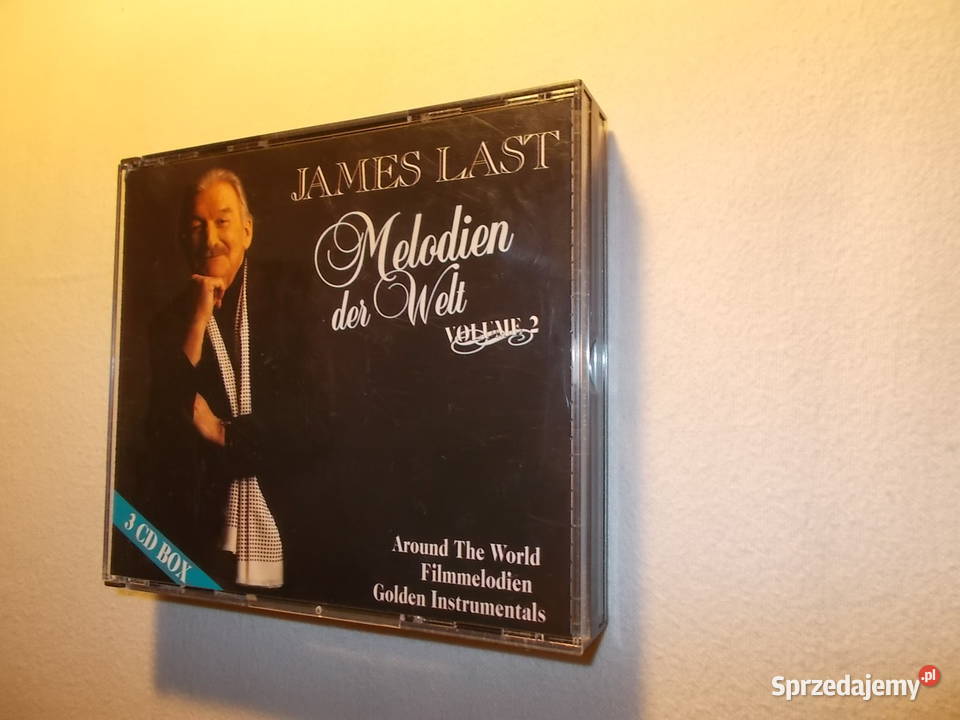 JAMES LAST
Melodien
der Welt
VOLUME 2
3 CD BOX
Around The World
Filmmelodien
Golden Instrumentals
Sprzedajemy.pl